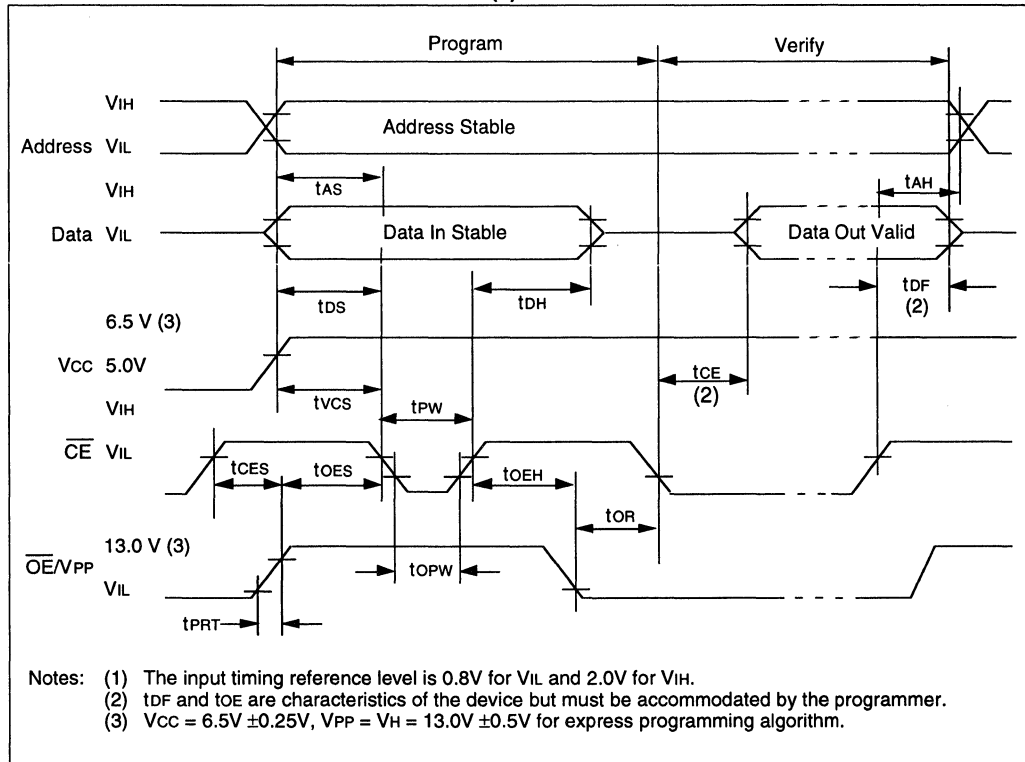 Program Verify
VIH
Address Stable
Address VIL
VIH
tAS tAH
Data VIL Data In Stable Data Out Valid
tDS tDH tDF
(2)
6.5 V (3)
VCC 5.0V
tVCS tPW tCE
(2)
VIH
CE VIL
tCES tOES tOEH
tOR
13.0 V (3)
OE/VPP
tOPW
VIL
tPRT
Notes: (1) The input timing reference level is 0.8V for VIL and 2.0V for VIH.
(2) tDF and tOE are characteristics of the device but must be accommodated by the programmer.
(3) VCC = 6.5V ±0.25V, VPP = VH = 13.0V ±0.5V for express programming algorithm.